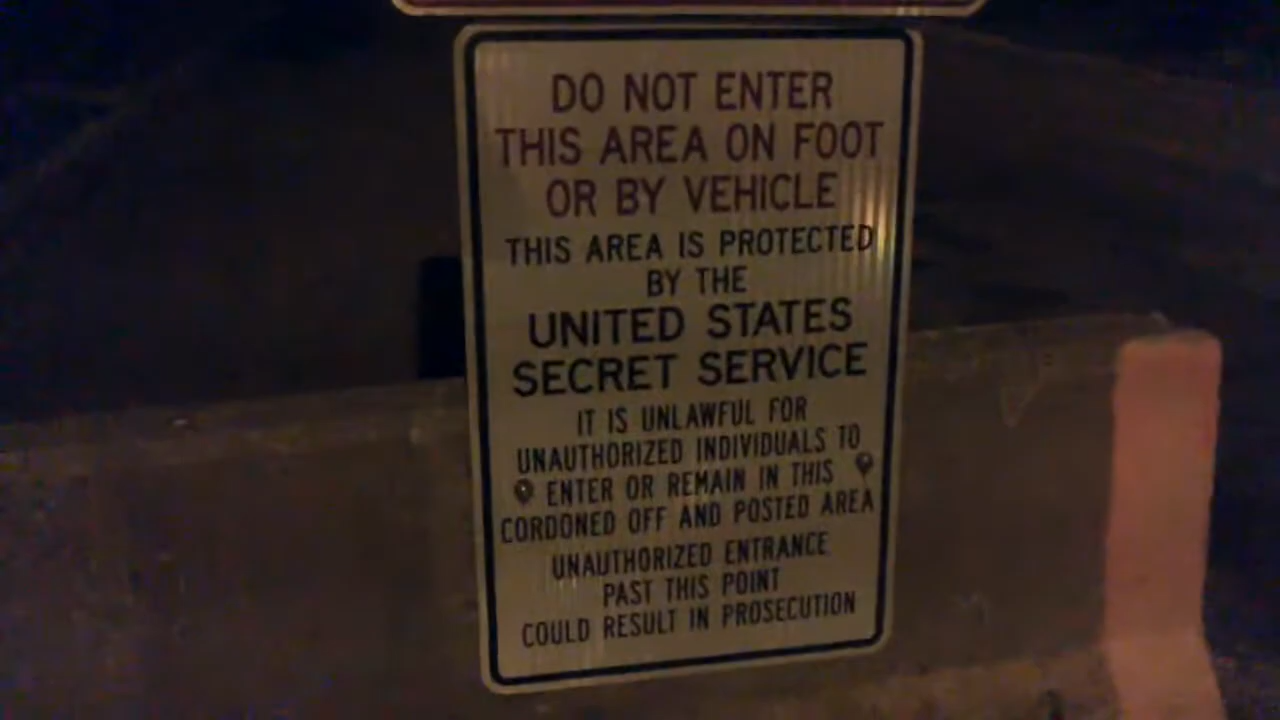 DO NOT ENTER
THIS AREA ON FOOT
OR BY VEHICLE
THIS AREA IS PROTECTED
BY THE
UNITED STATES
SECRET SERVICE
IT IS UNLAWFUL FOR
UNAUTHORIZED INDIVIDUALS TO
ENTER OR REMAIN IN THIS
CORDONED OFF AND POSTED AREA
UNAUTHORIZED ENTRANCE
PAST THIS POINT
COULD RESULT IN PROSECUTION